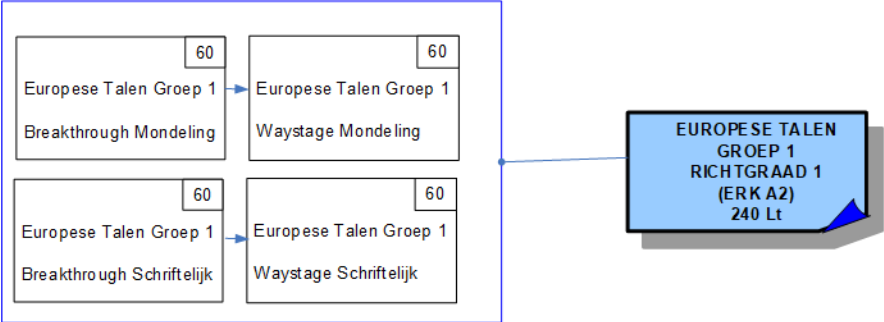 60
Europese Talen Groep 1
Breakthrough Mondeling
60
Europese Talen Groep 1
Waystage Mondeling
60
Europese Talen Groep 1
Breakthrough Schriftelijk
60
Europese Talen Groep 1
Waystage Schriftelijk
EUROPESE TALEN
GROEP 1
RICHTGRAAD 1
(ERK A2)
240 Lt